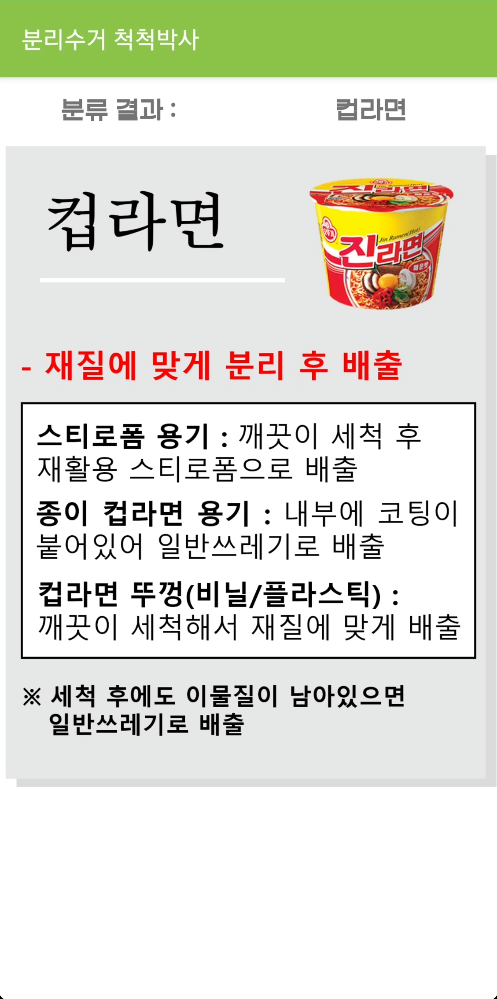 분리수거 척척박사
분류 결과 : 컵라면
컵라면
진라면
Jin Ramen(Hot)
오뚜기
Jin Ramen(Hot)
진라면
매운맛
- 재질에 맞게 분리 후 배출
스티로폼 용기 : 깨끗이 세척 후
재활용 스티로폼으로 배출
종이 컵라면 용기 : 내부에 코팅이
붙어있어 일반쓰레기로 배출
컵라면 뚜껑(비닐/플라스틱) :
깨끗이 세척해서 재질에 맞게 배출
※ 세척 후에도 이물질이 남아있으면
일반쓰레기로 배출